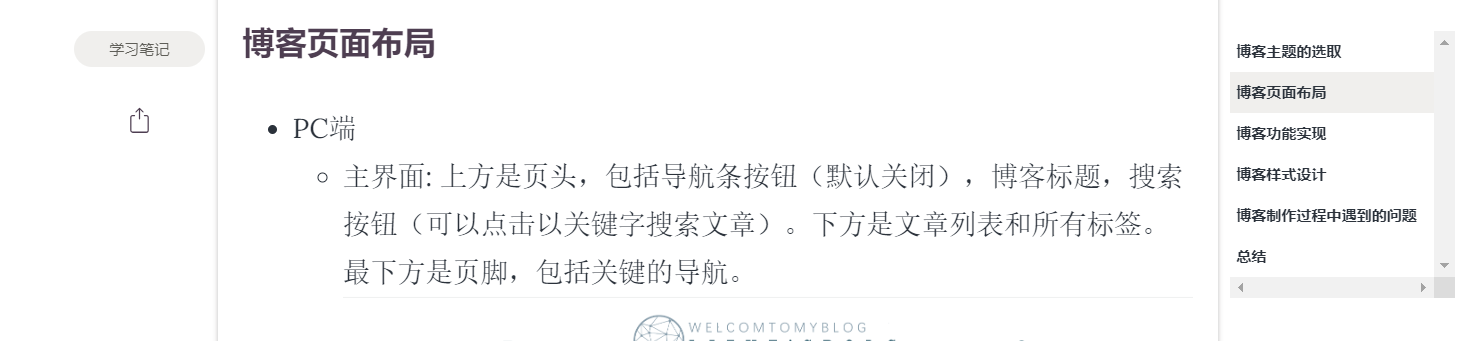 学习笔记
博客页面布局
PC端
主界面: 上方是页头，包括导航条按钮（默认关闭），博客标题，搜索
按钮（可以点击以关键字搜索文章）。下方是文章列表和所有标签。
最下方是页脚，包括关键的导航。
WELCOMTOMYBLOG
博客主题的选取
博客页面布局
博客功能实现
博客样式设计
博客制作过程中遇到的问题
总结